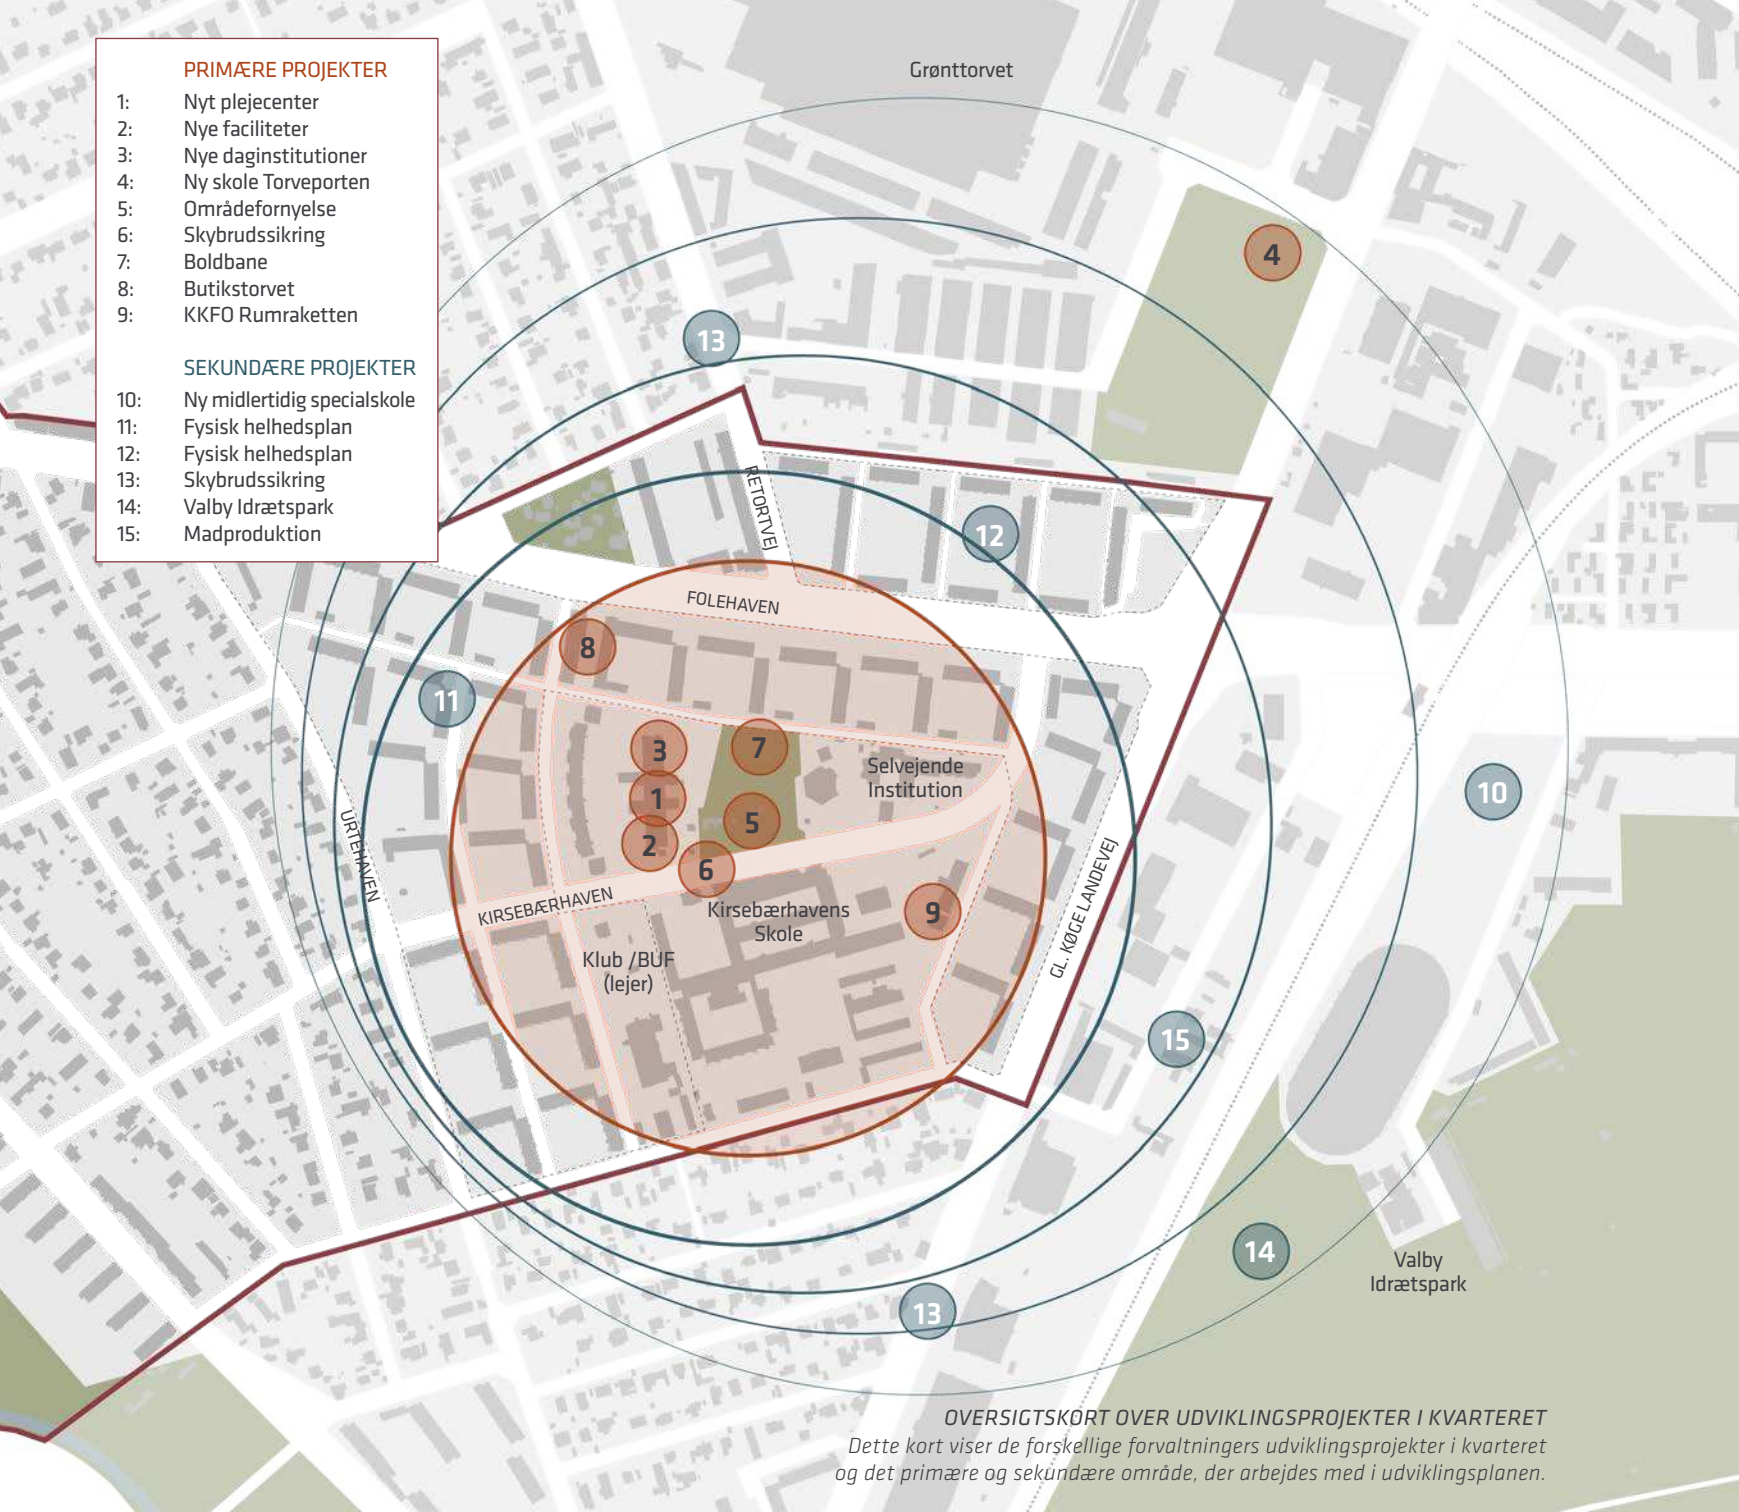 PRIMÆRE PROJEKTER
1: Nyt plejecenter
2: Nye faciliteter
3: Nye daginstitutioner
4: Ny skole Torveporten
5: Områdefornyelse
6: Skybrudssikring
7: Boldbane
8: Butikstorvet
9: KKFO Rumraketten
SEKUNDÆRE PROJEKTER
10: Ny midlertidig specialskole
11: Fysisk helhedsplan
12: Fysisk helhedsplan
13: Skybrudssikring
14: Valby Idrætspark
15: Madproduktion
Grønttorvet
4
13
RETORTVEJ
12
FOLEHAVEN
8
11
3
7
Selvejende
Institution
1
10
5
2
URTEHAVEN
6
KIRSEBÆRHAVEN
Kirsebærhavens
Skole
9
GL. KØGE LANDEVEJ
Klub /BUF
(lejer)
15
14
Valby
Idrætspark
13
OVERSIGTSKORT OVER UDVIKLINGSPROJEKTER I KVARTERET
Dette kort viser de forskellige forvaltningers udviklingsprojekter i kvarteret
og det primære og sekundære område, der arbejdes med i udviklingsplanen.